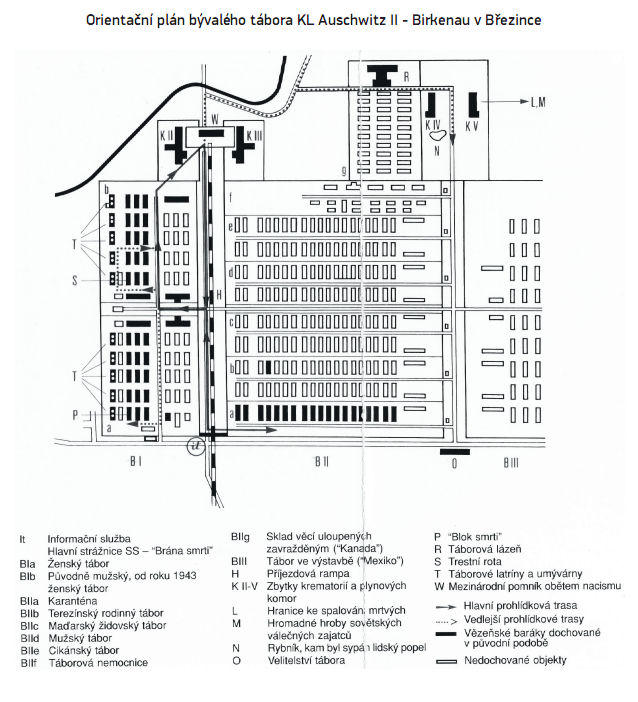 Orientační plán bývalého tábora KL Auschwitz II - Birkenau v Březince
R
W
K II
K III
K IV
K V
L,M
N
g
b
f
e
T
d
S
H
c
T
b
P
a
a
it
B I
B II
O
B III
It Informační služba
Hlavní strážnice SS – “Brána smrti”
BIa Ženský tábor
BIb Původně mužský, od roku 1943
ženský tábor
BIIa Karanténa
BIIb Terezínský rodinný tábor
BIIc Maďarský židovský tábor
BIId Mužský tábor
BIIe Cikánský tábor
BIIf Táborová nemocnice
BIIg Sklad věcí uloupených
zavražděným (“Kanada”)
BIII Tábor ve výstavbě (“Mexiko”)
H Příjezdová rampa
K II-V Zbytky krematorií a plynových
komor
L Hranice ke spalování mrtvých
M Hromadné hroby sovětských
válečných zajatců
N Rybník, kam byl sypán lidský popel
O Velitelství tábora
P “Blok smrti”
R Táborová lázeň
S Trestní rota
T Táborové latríny a umývárny
W Mezinárodní pomník obětem nacismu
Hlavní prohlídková trasa
Vedlejší prohlídkové trasy
Vězeňské baráky dochované
v původní podobě
Nedochované objekty